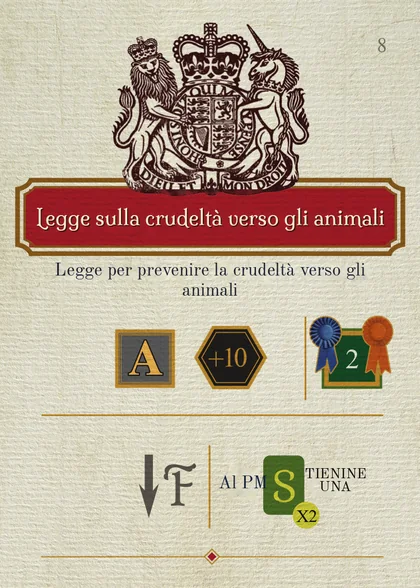 8
DIEU ET MON DROIT
Legge sulla crudeltà verso gli animali
Legge per prevenire la crudeltà verso gli
animali
A
+10
2
F
Al PM
S
X2
TIENINE
UNA